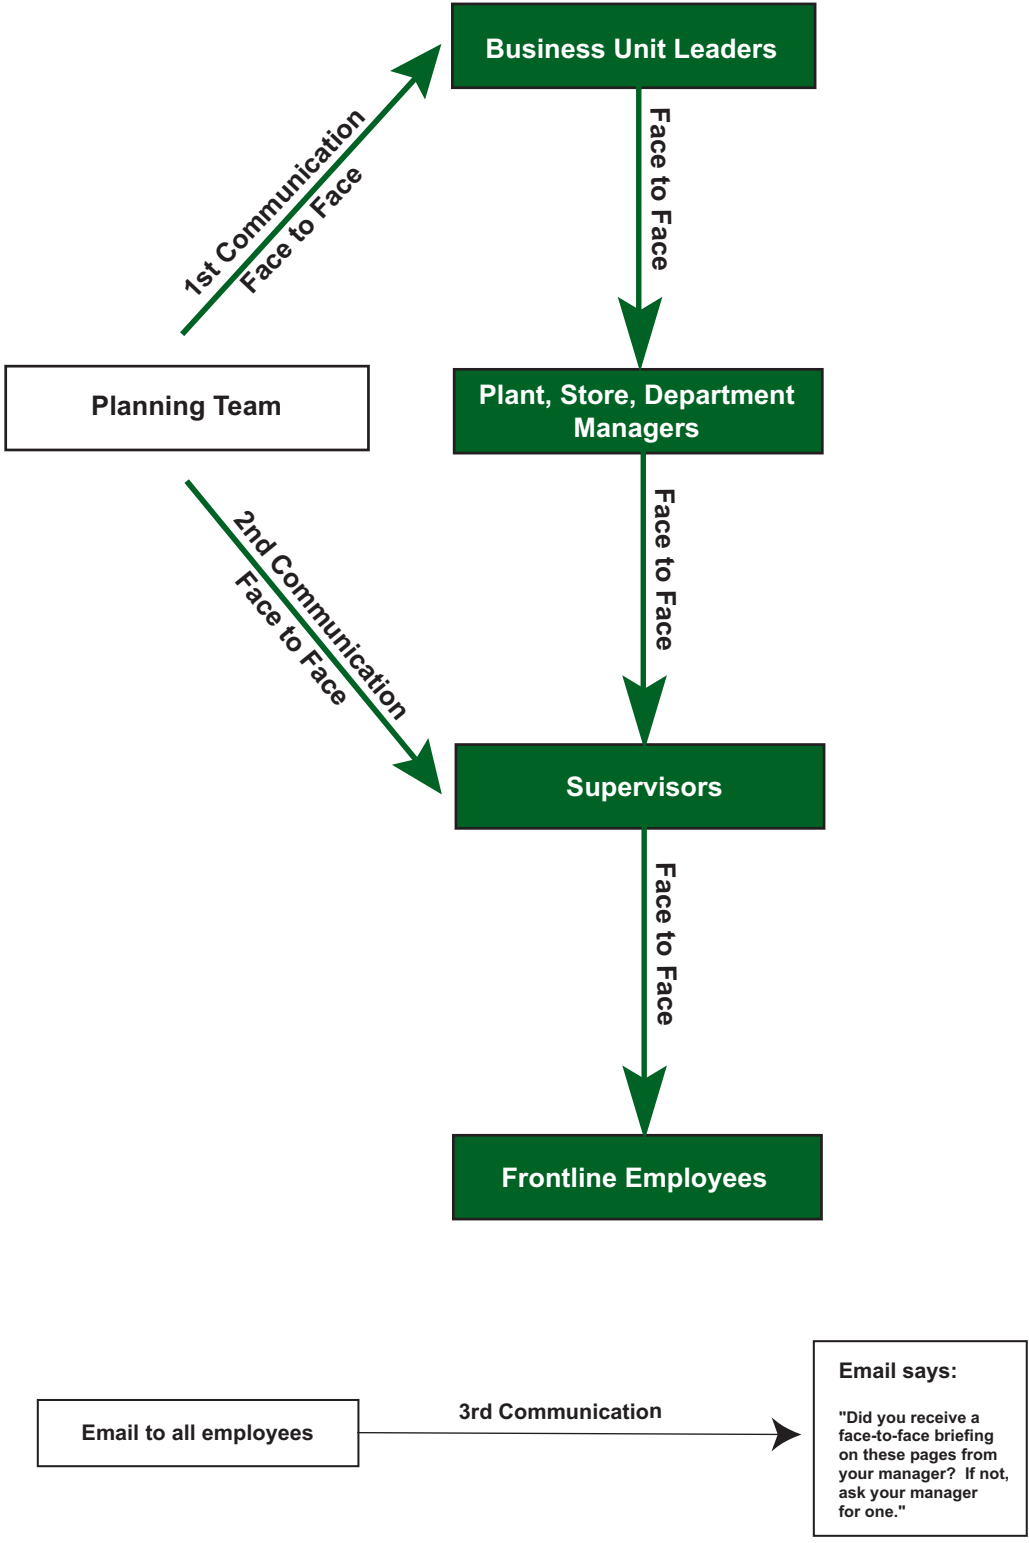 Business Unit Leaders
1st Communication
Face to Face
Face to Face
Planning Team
Plant, Store, Department
Managers
2nd Communication
Face to Face
Face to Face
Supervisors
Face to Face
Frontline Employees
Email to all employees
3rd Communication
Email says:
"Did you receive a
face-to-face briefing
on these pages from
your manager?  If not,
ask your manager
for one."